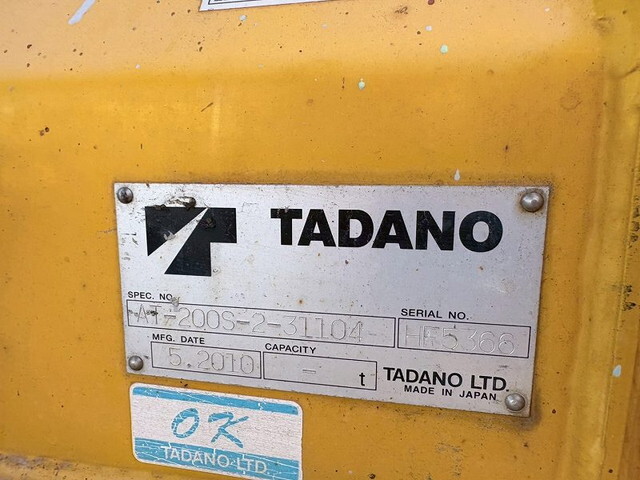 TADANO
SPEC. NO.
AT-200S-2-31104
SERIAL NO.
HF5366
MFG. DATE
5.2010
CAPACITY
- t
TADANO LTD.
MADE IN JAPAN
OK
TADANO LTD.